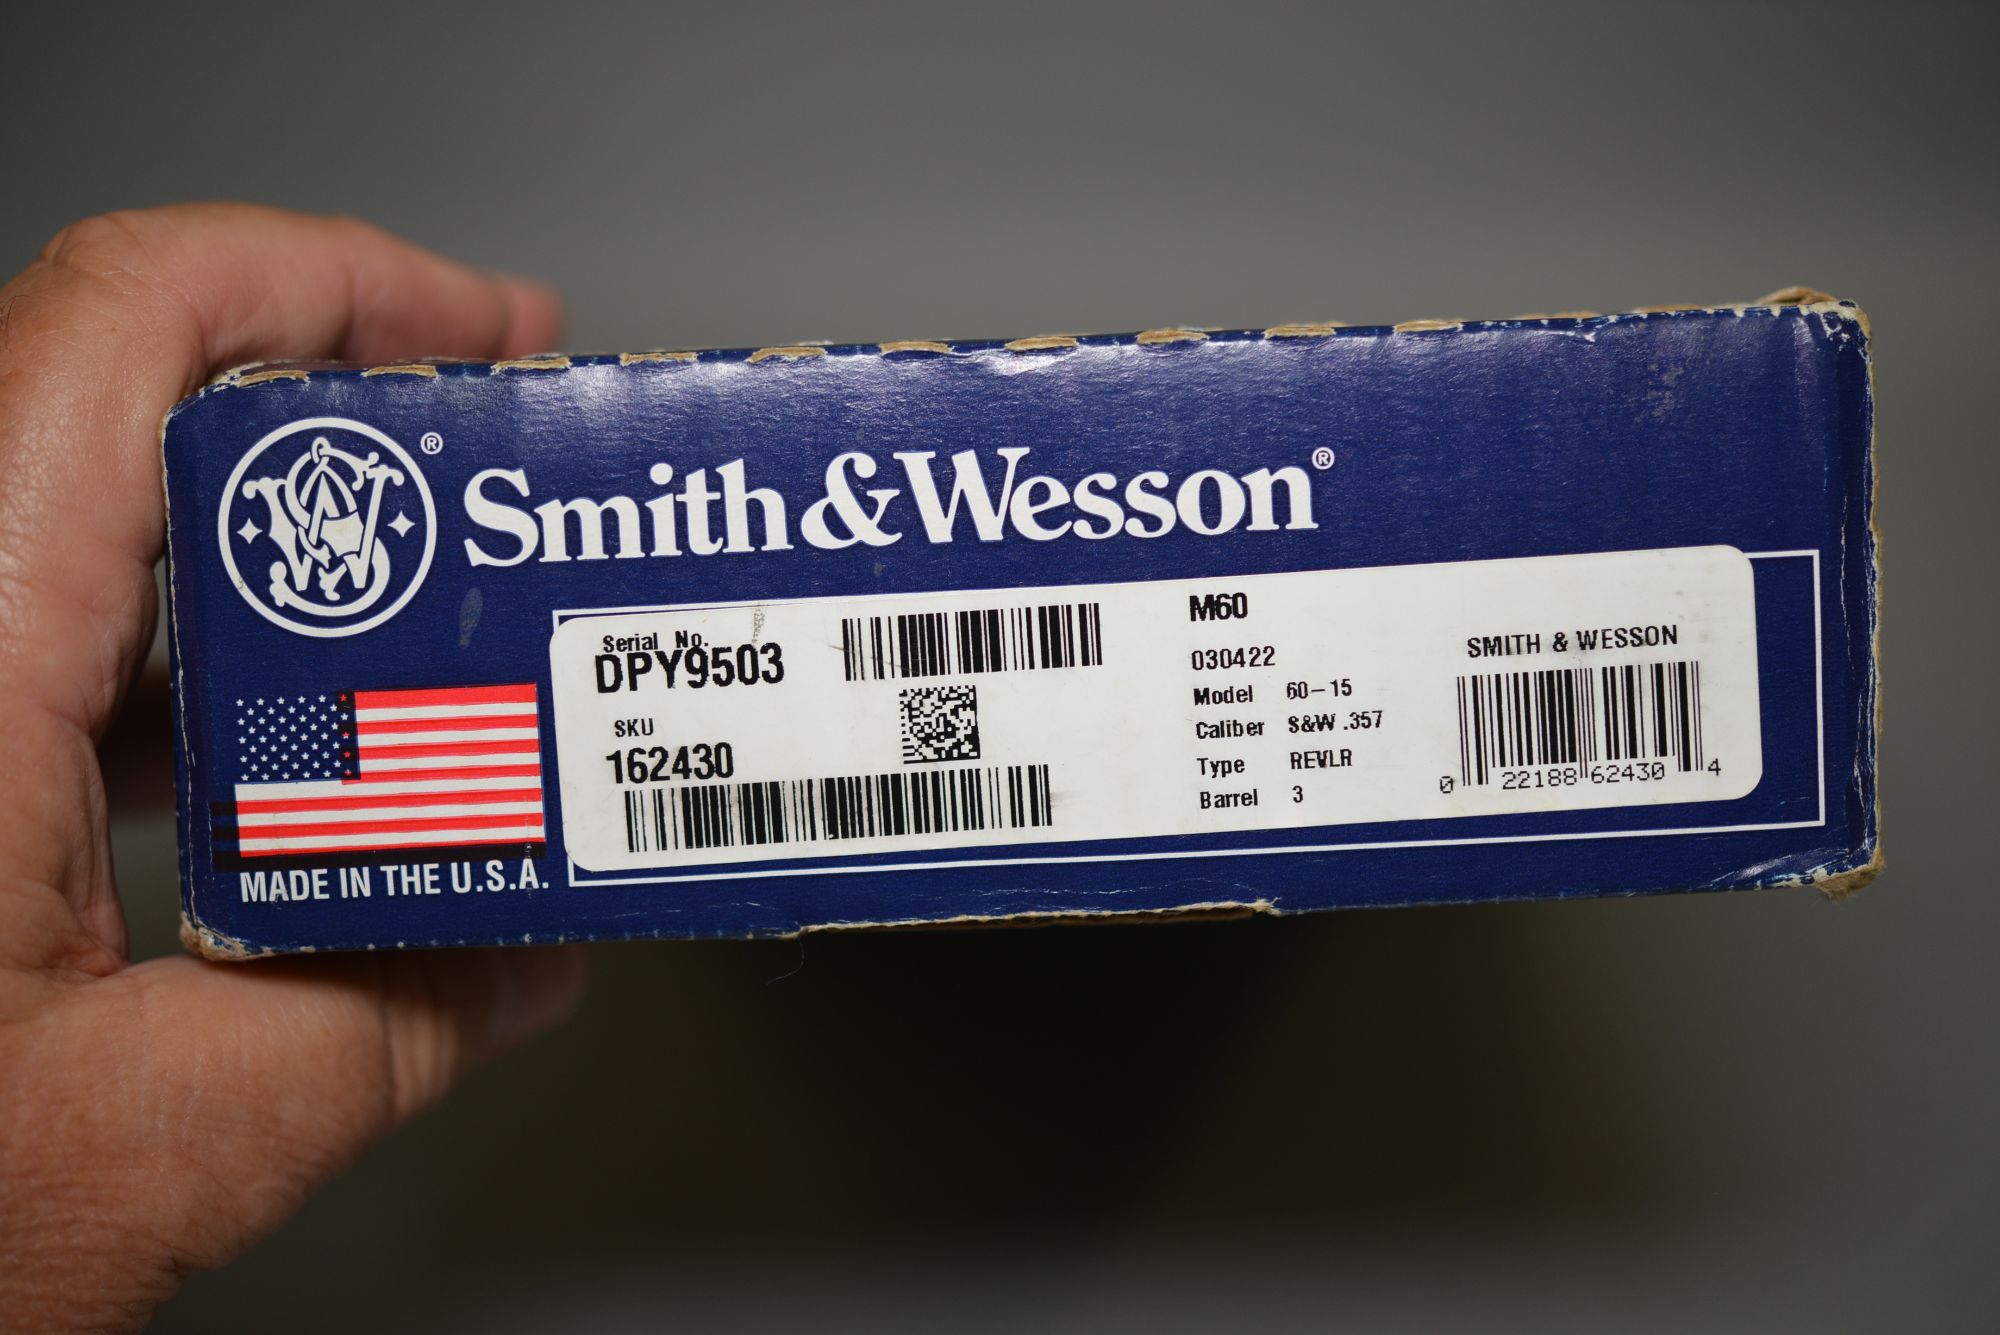 Smith & Wesson®
®
Serial No.
DPY9503
SKU
162430
M60
030422
Model 60-15
Caliber S&W .357
Type REVLR
Barrel 3
SMITH & WESSON
0 22188 62430 4
MADE IN THE U.S.A.